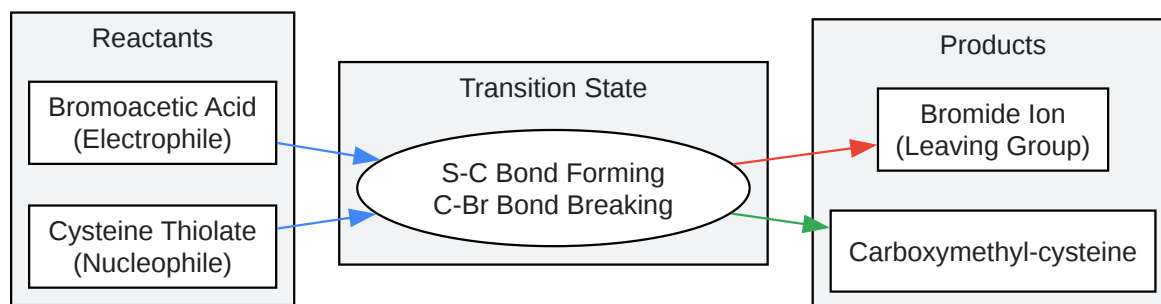 Reactants
Bromoacetic Acid
(Electrophile)
Cysteine Thiolate
(Nucleophile)
Transition State
S-C Bond Forming
C-Br Bond Breaking
Products
Bromide Ion
(Leaving Group)
Carboxymethyl-cysteine